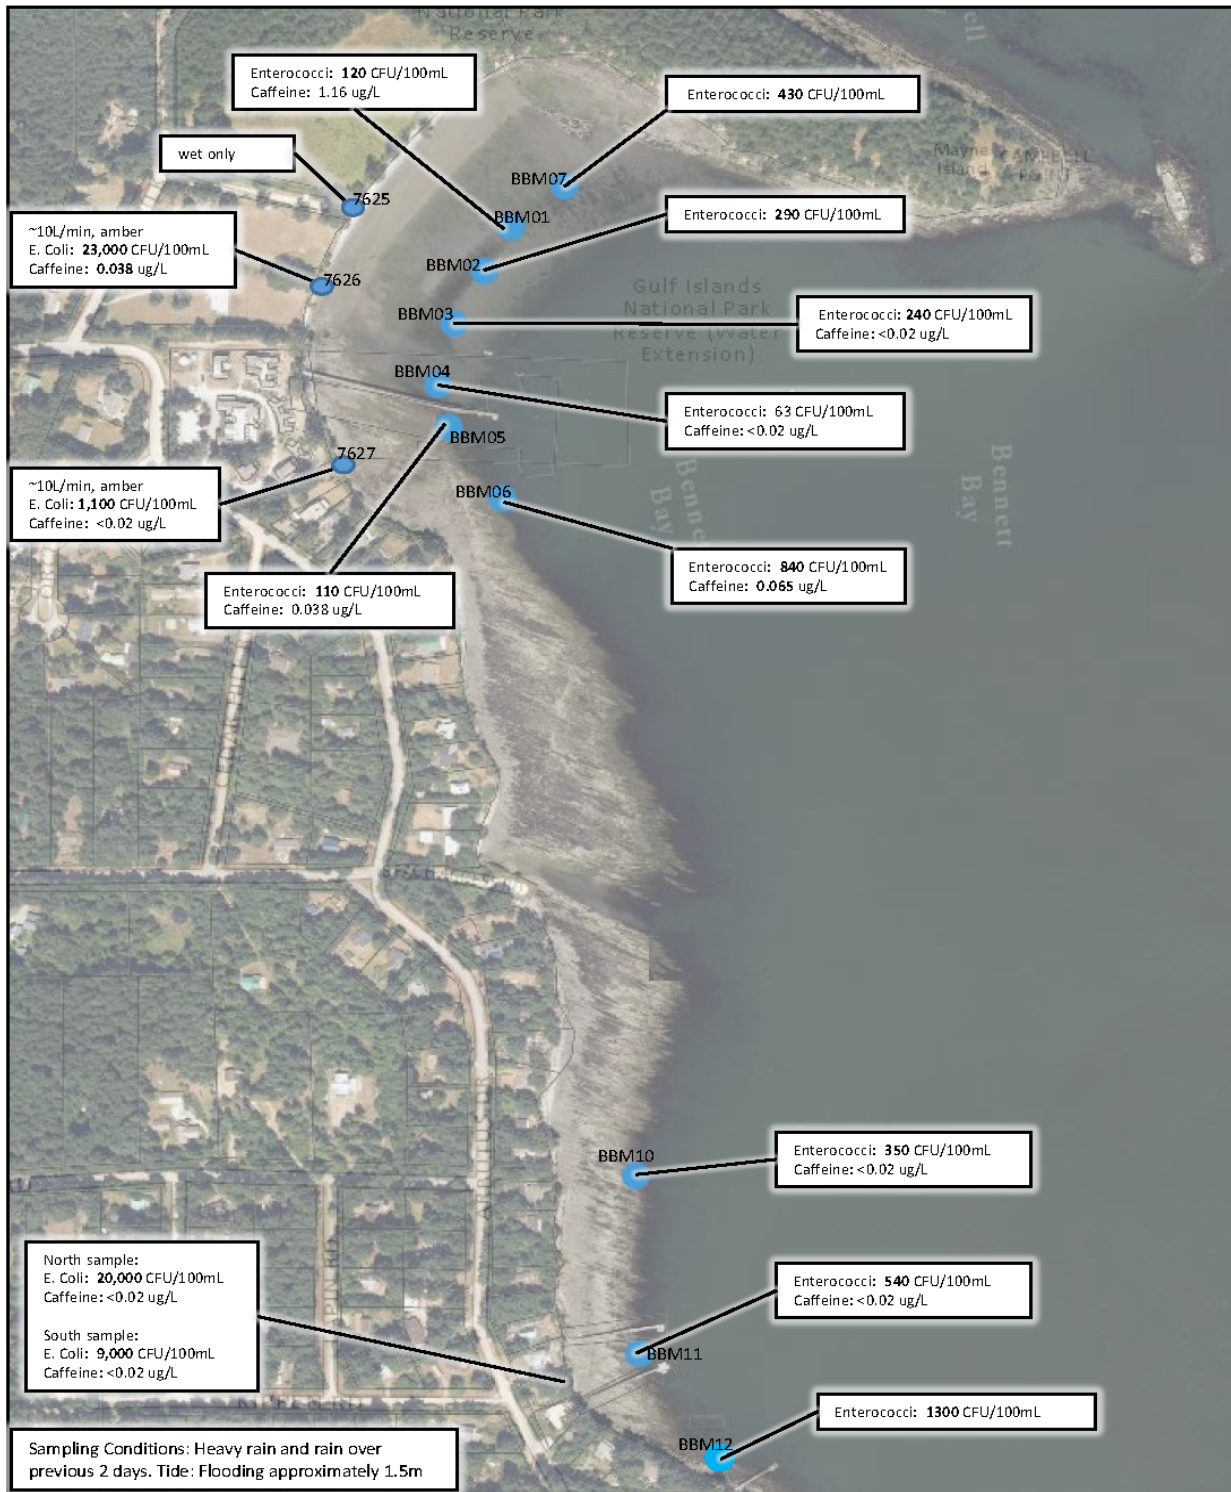 National Park
Reserve
Enterococci: 120 CFU/100mL
Caffeine: 1.16 ug/L
Enterococci: 430 CFU/100mL
wet only
Mayne
Island
CAMPBELL
POINT
BBM07
7625
Enterococci: 290 CFU/100mL
BBM01
~10L/min, amber
E. Coli: 23,000 CFU/100mL
Caffeine: 0.038 ug/L
BBM02
7626
Gulf Islands
National Park
Reserve (Water
Extension)
BBM03
Enterococci: 240 CFU/100mL
Caffeine: <0.02 ug/L
BBM04
Enterococci: 63 CFU/100mL
Caffeine: <0.02 ug/L
BBM05
Bennett
Bay
7627
~10L/min, amber
E. Coli: 1,100 CFU/100mL
Caffeine: <0.02 ug/L
BBM06
Enterococci: 840 CFU/100mL
Caffeine: 0.065 ug/L
Enterococci: 110 CFU/100mL
Caffeine: 0.038 ug/L
BBM10
Enterococci: 350 CFU/100mL
Caffeine: <0.02 ug/L
North sample:
E. Coli: 20,000 CFU/100mL
Caffeine: <0.02 ug/L
South sample:
E. Coli: 9,000 CFU/100mL
Caffeine: <0.02 ug/L
Enterococci: 540 CFU/100mL
Caffeine: <0.02 ug/L
BBM11
Enterococci: 1300 CFU/100mL
BBM12
Sampling Conditions: Heavy rain and rain over
previous 2 days. Tide: Flooding approximately 1.5m